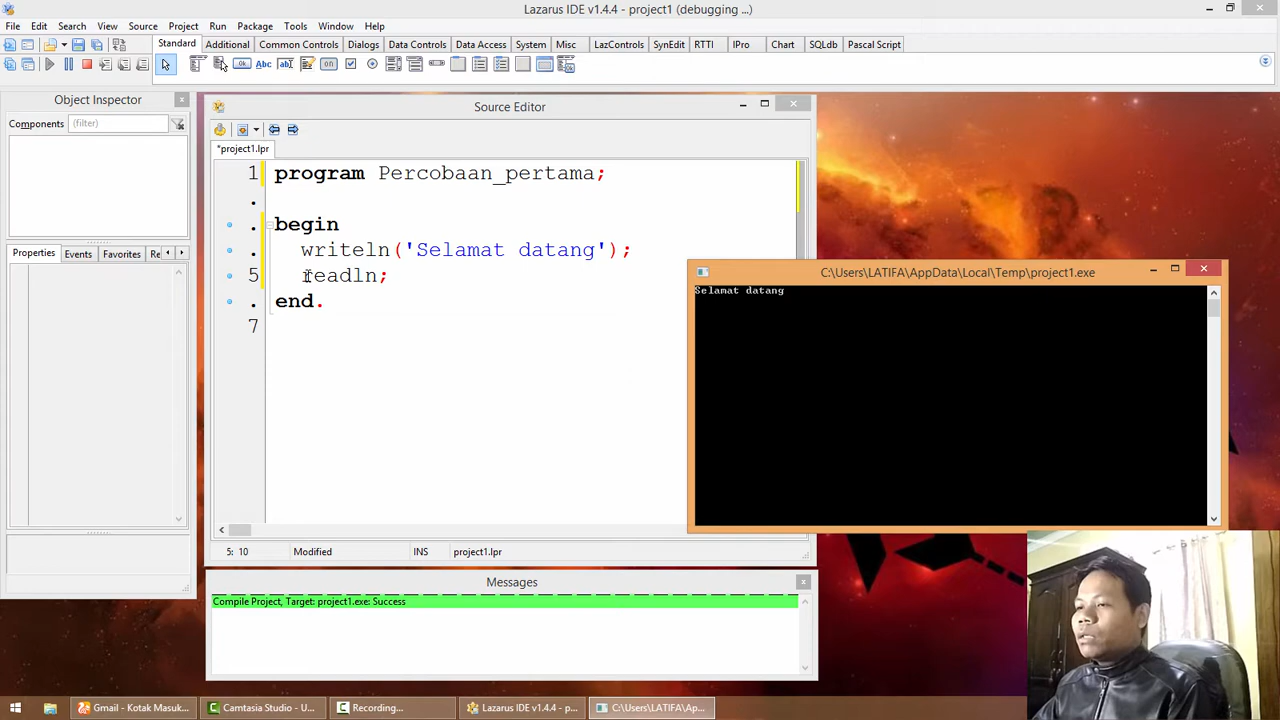 Lazarus IDE v1.4.4 - project1 (debugging ...)
File Edit Search View Source Project Run Package Tools Window Help
Standard Additional Common Controls Dialogs Data Controls Data Access System Misc LazControls SynEdit RTTI IPro Chart SQLdb Pascal Script
Abc
Object Inspector
Components (filter)
Properties Events Favorites Re
Source Editor
*project1.lpr
1 program Percobaan_pertama;
.
. begin
. writeln('Selamat datang');
5 readln;
. end.
7
5: 10 Modified INS project1.lpr
C:\Users\LATIFA\AppData\Local\Temp\project1.exe
Selamat datang
Messages
Compile Project, Target: project1.exe: Success
Gmail - Kotak Masuk... Camtasia Studio - U... Recording... Lazarus IDE v1.4.4 - p... C:\Users\LATIFA\Ap...